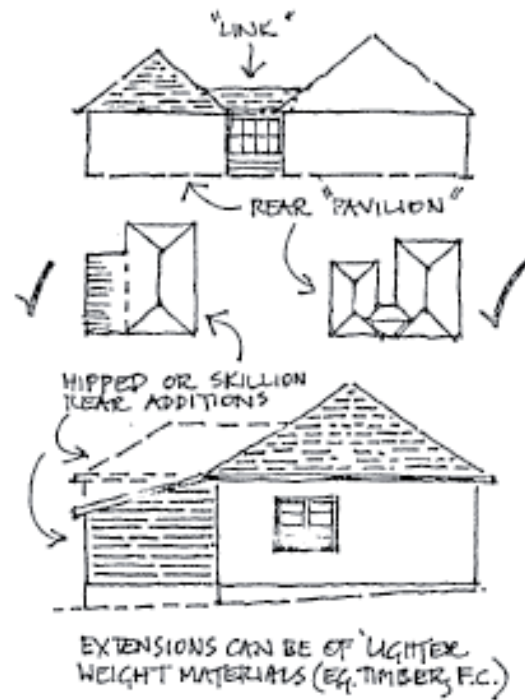 "LINK"
REAR "PAVILION"
HIPPED OR SKILLION
REAR ADDITIONS
EXTENSIONS CAN BE OF LIGHTER
WEIGHT MATERIALS (EG. TIMBER, F.C.)